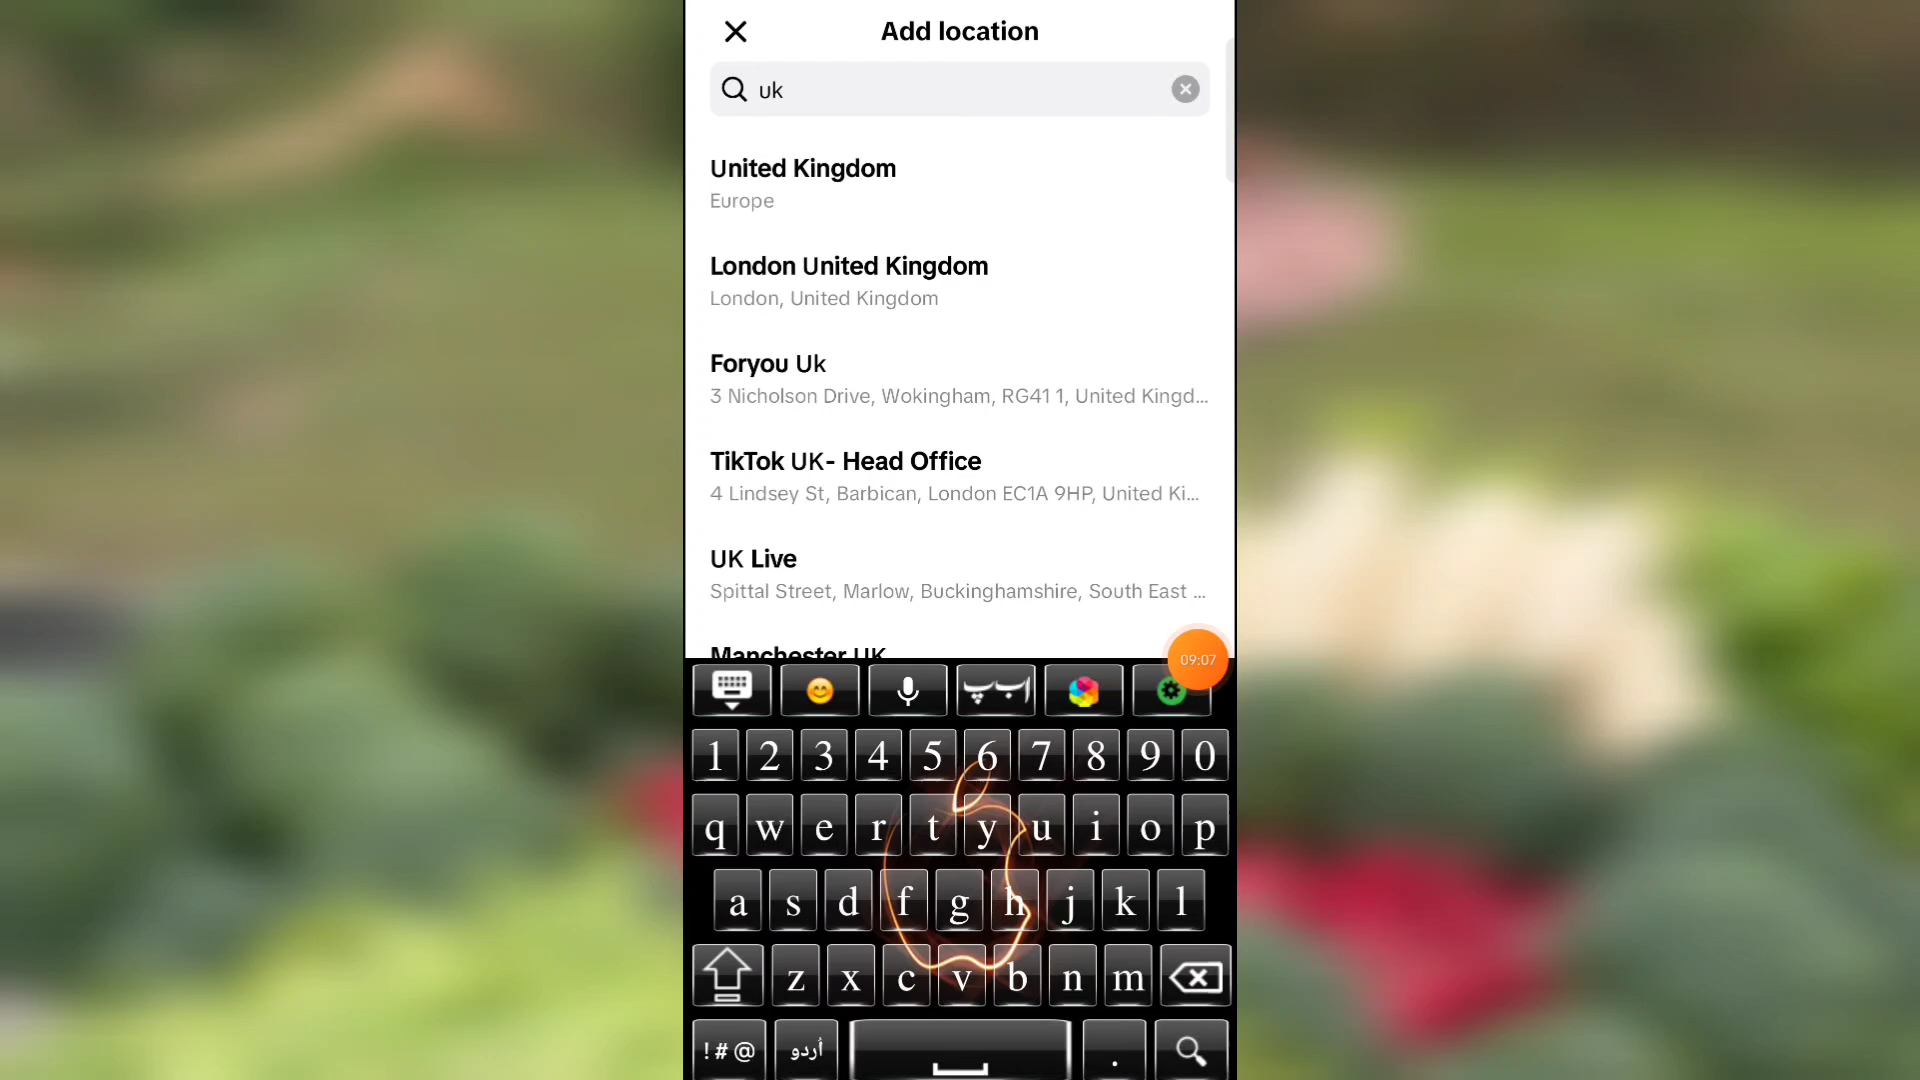 Add location
uk
United Kingdom
Europe
London United Kingdom
London, United Kingdom
Foryou Uk
3 Nicholson Drive, Wokingham, RG41 1, United Kingd...
TikTok UK- Head Office
4 Lindsey St, Barbican, London EC1A 9HP, United Ki...
UK Live
Spittal Street, Marlow, Buckinghamshire, South East ...
Manchester UK
09:07
اب پ
1 2 3 4 5 6 7 8 9 0
q w e r t y u i o p
a s d f g h j k l
z x c v b n m
!#@ اُردو .